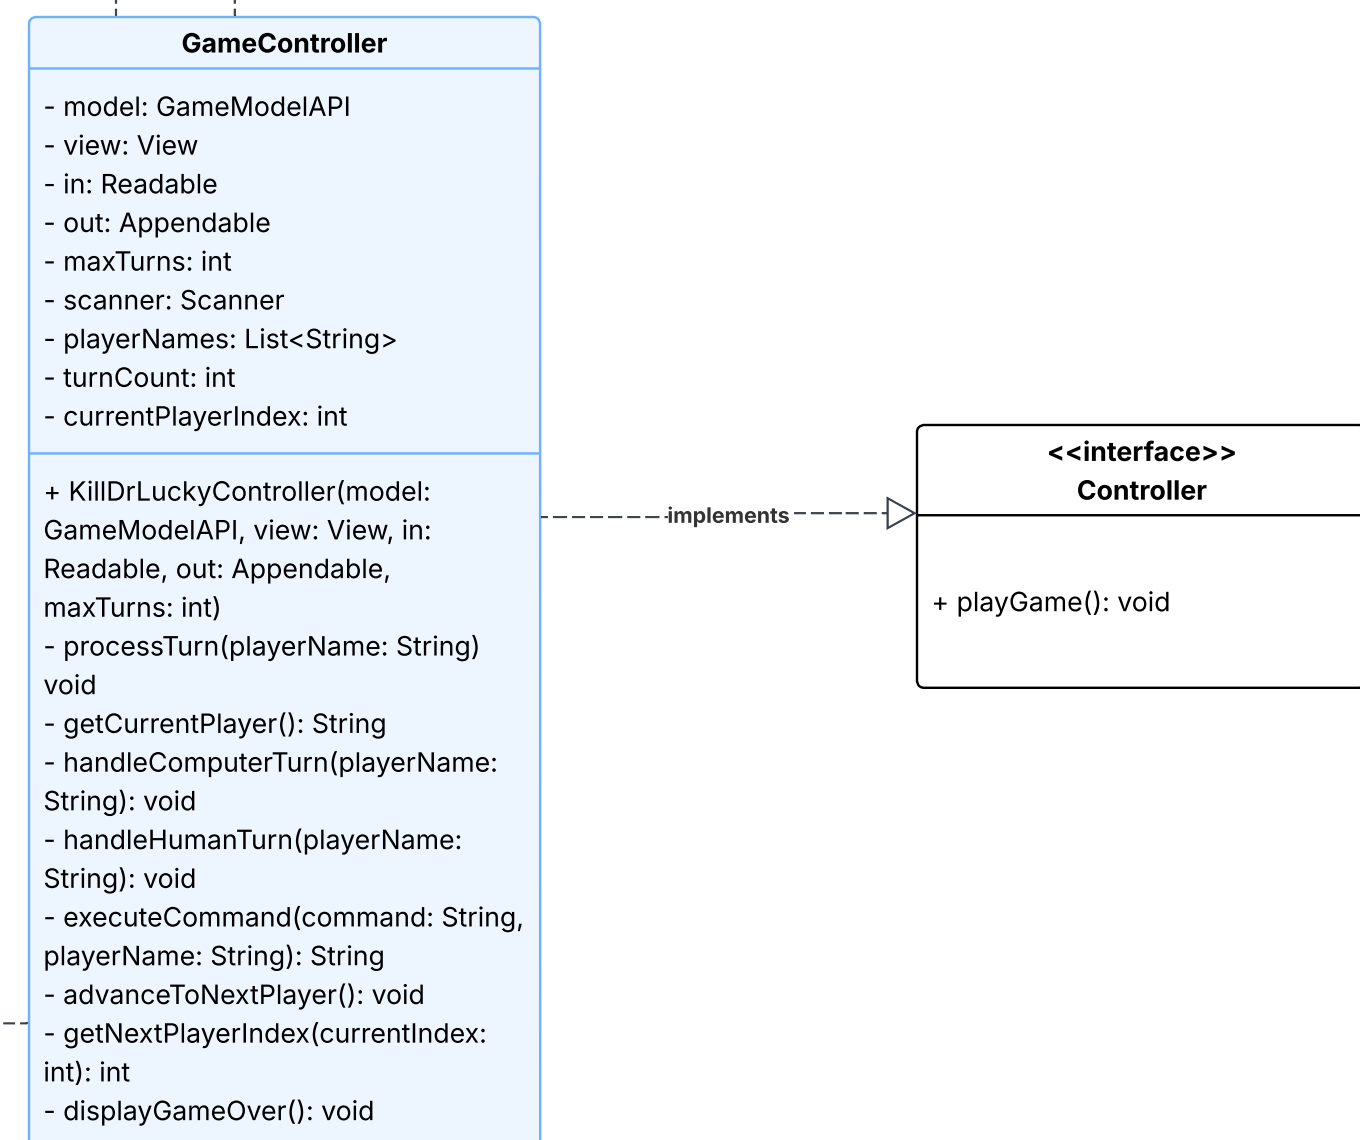 GameController
- model: GameModelAPI
- view: View
- in: Readable
- out: Appendable
- maxTurns: int
- scanner: Scanner
- playerNames: List<String>
- turnCount: int
- currentPlayerIndex: int
+ KillDrLuckyController(model:
GameModelAPI, view: View, in:
Readable, out: Appendable,
maxTurns: int)
- processTurn(playerName: String)
void
- getCurrentPlayer(): String
- handleComputerTurn(playerName:
String): void
- handleHumanTurn(playerName:
String): void
- executeCommand(command: String,
playerName: String): String
- advanceToNextPlayer(): void
- getNextPlayerIndex(currentIndex:
int): int
- displayGameOver(): void
implements
<<interface>>
Controller
+ playGame(): void